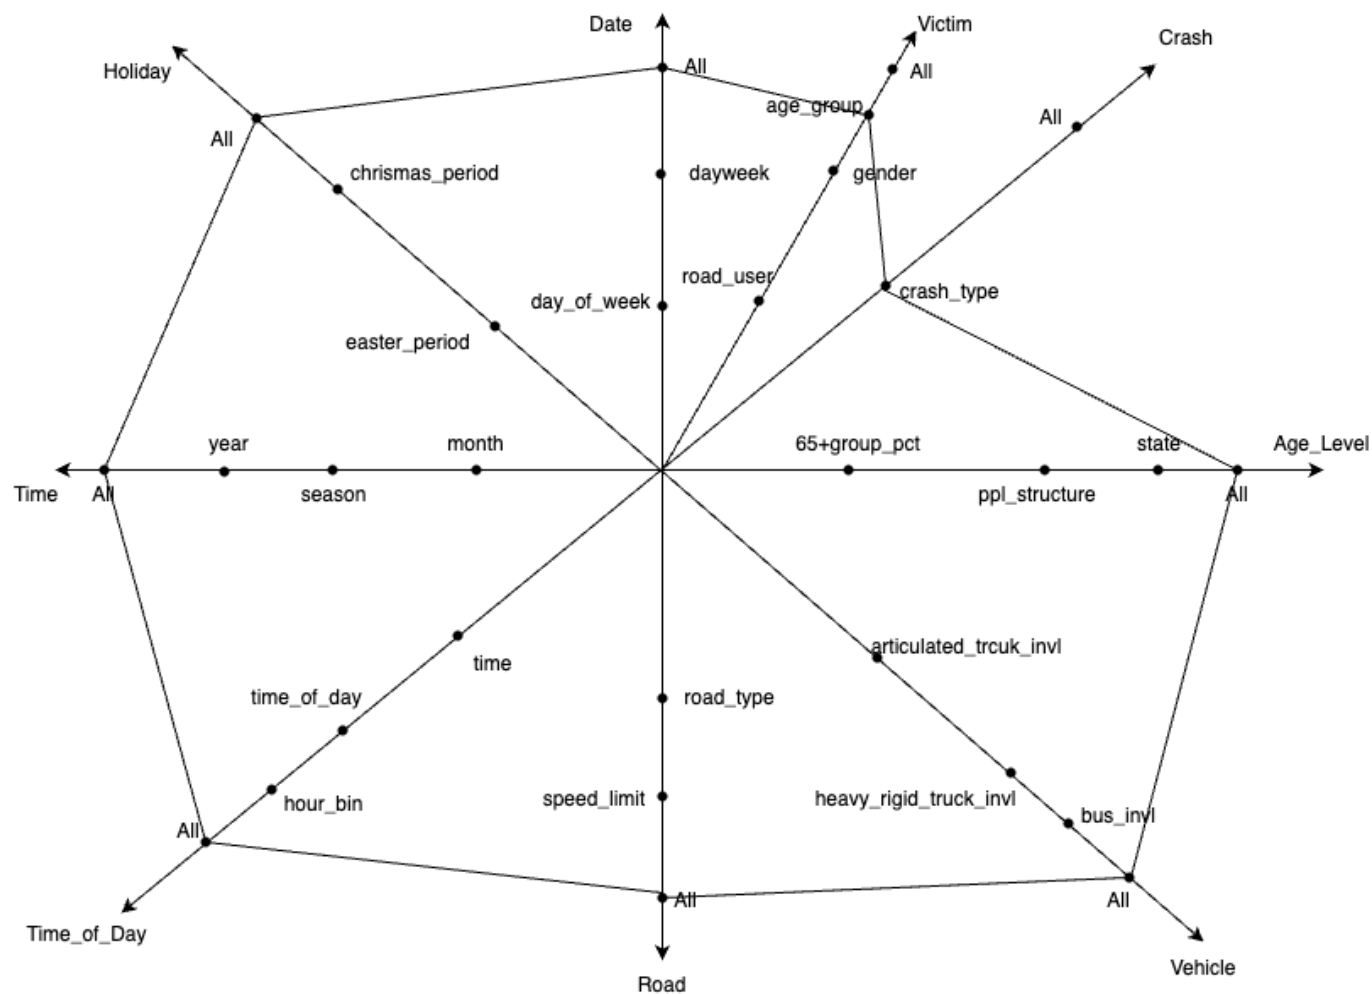 Date
Victim
Crash
Holiday
All
All
age_group
All
All
chrismas_period
dayweek
gender
road_user
day_of_week
crash_type
easter_period
year
month
65+group_pct
state
Age_Level
Time
All
season
ppl_structure
All
time
articulated_trcuk_invl
time_of_day
road_type
hour_bin
speed_limit
heavy_rigid_truck_invl
bus_invl
All
All
All
Time_of_Day
Road
Vehicle